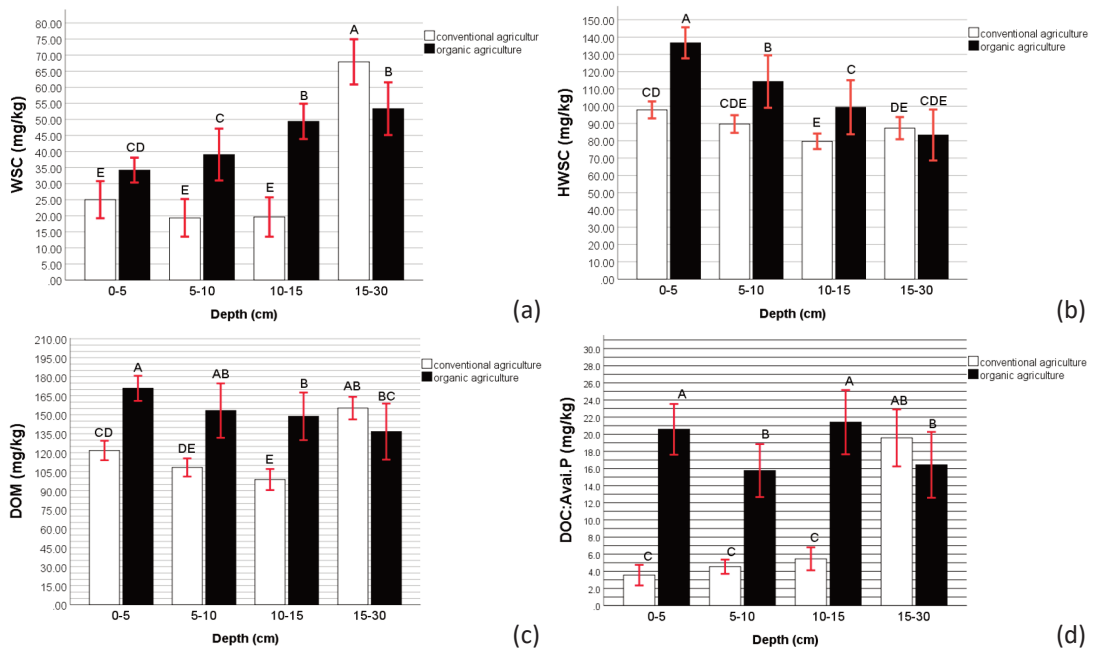 80.00
75.00
70.00
65.00
60.00
55.00
50.00
45.00
40.00
35.00
30.00
25.00
20.00
15.00
10.00
5.00
.00
WSC (mg/kg)
E
CD
E
C
E
B
A
B
0-5
5-10
10-15
15-30
Depth (cm)
conventional agricultur
organic agriculture
(a)
150.00
140.00
130.00
120.00
110.00
100.00
90.00
80.00
70.00
60.00
50.00
40.00
30.00
20.00
10.00
.00
HWSC (mg/kg)
CD
A
CDE
B
E
C
DE
CDE
0-5
5-10
10-15
15-30
Depth (cm)
conventional agriculture
organic agriculture
(b)
210.00
195.00
180.00
165.00
150.00
135.00
120.00
105.00
90.00
75.00
60.00
45.00
30.00
15.00
.00
DOM (mg/kg)
CD
A
DE
AB
E
B
AB
BC
0-5
5-10
10-15
15-30
Depth (cm)
conventional agriculture
organic agriculture
(c)
30.0
28.0
26.0
24.0
22.0
20.0
18.0
16.0
14.0
12.0
10.0
8.0
6.0
4.0
2.0
.0
DOC:Avai.P (mg/kg)
C
A
C
B
C
A
AB
B
0-5
5-10
10-15
15-30
Depth (cm)
conventional agriculture
organic agriculture
(d)